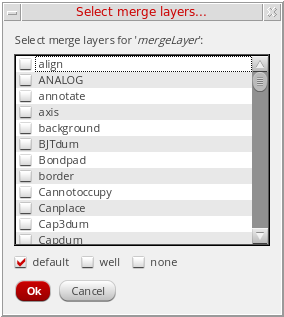 Select merge layers...
Select merge layers for 'mergeLayer':
align
ANALOG
annotate
axis
background
BJTdum
Bondpad
border
Cannotoccupy
Canplace
Cap3dum
Capdum
default well none
Ok Cancel